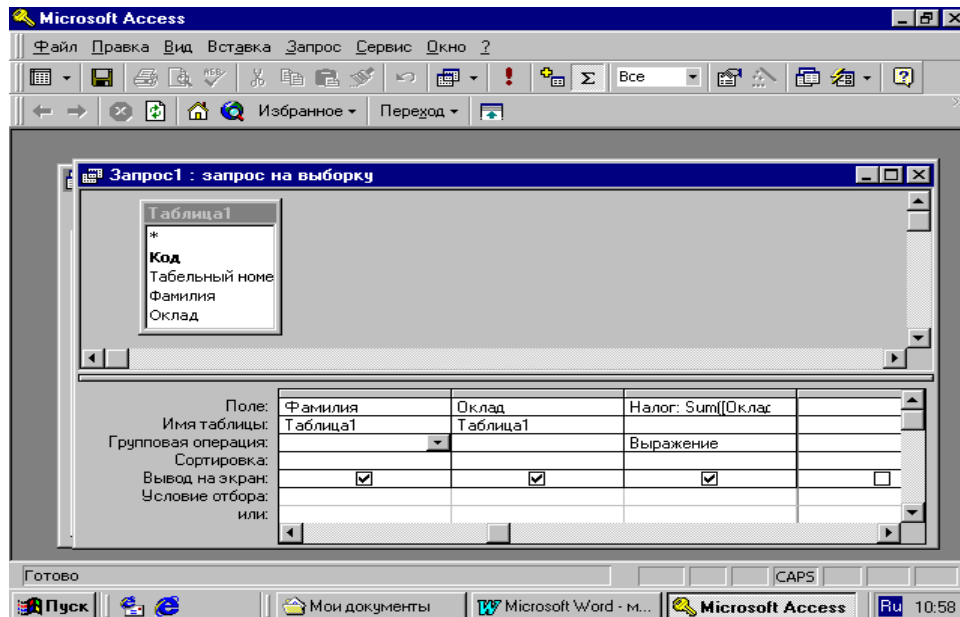 Microsoft Access
Файл Правка Вид Вставка Запрос Сервис Окно ?
Все
Избранное Переход
Запрос1 : запрос на выборку
Таблица1
*
Код
Табельный номе
Фамилия
Оклад
Поле: Фамилия Оклад Налог: Sum([Оклад
Имя таблицы: Таблица1 Таблица1
Групповая операция: Выражение
Сортировка:
Вывод на экран:
Условие отбора:
или:
Готово CAPS
Пуск Мои документы Microsoft Word - м... Microsoft Access Ru 10:58